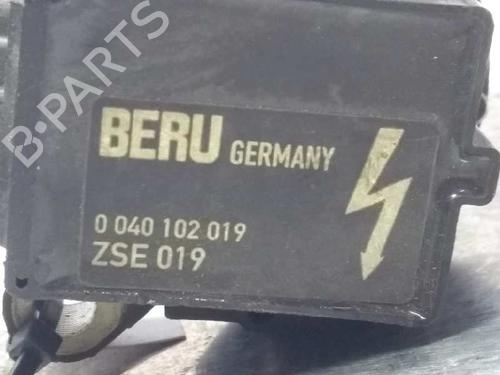 B-PARTS
BERU GERMANY
0 040 102 019
ZSE 019